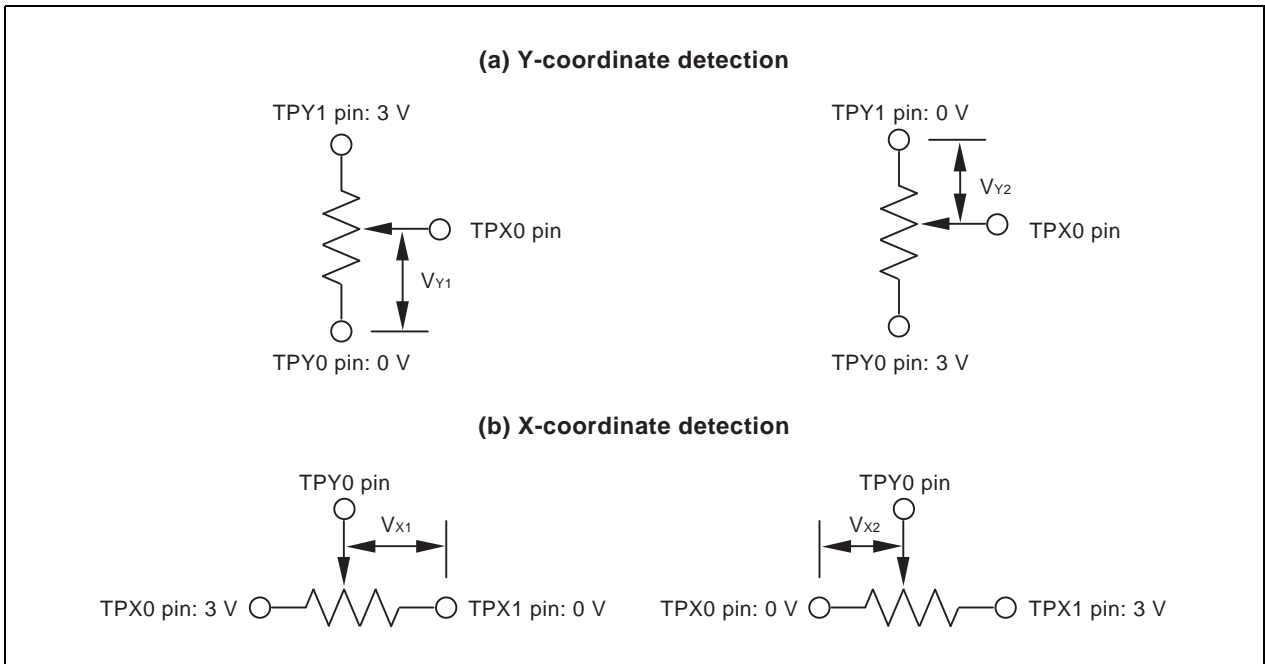 (a) Y-coordinate detection
TPY1 pin: 3 V
TPY1 pin: 0 V
VY2
TPX0 pin
TPX0 pin
VY1
TPY0 pin: 0 V
TPY0 pin: 3 V
(b) X-coordinate detection
TPY0 pin
TPY0 pin
VX1
VX2
TPX0 pin: 3 V
TPX1 pin: 0 V
TPX0 pin: 0 V
TPX1 pin: 3 V